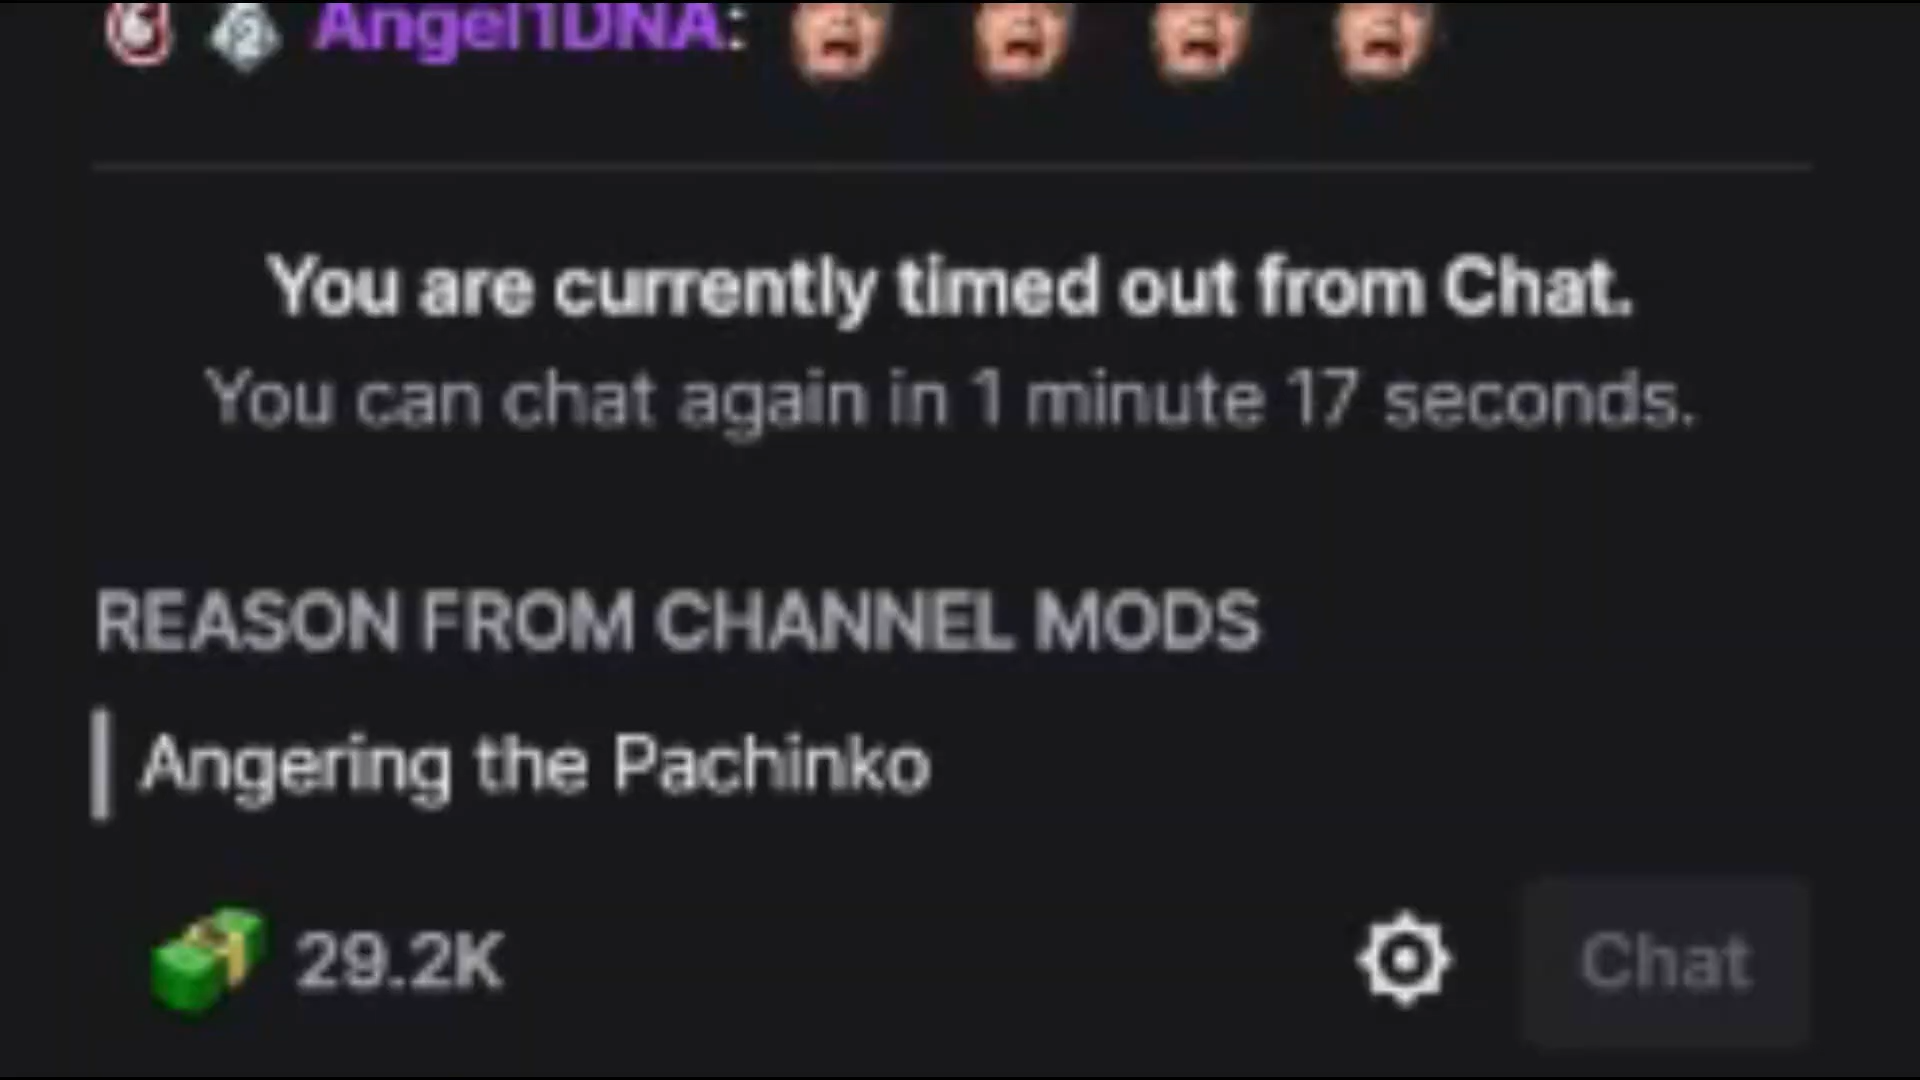 Angel1DNA:
You are currently timed out from Chat.
You can chat again in 1 minute 17 seconds.
REASON FROM CHANNEL MODS
Angering the Pachinko
29.2K
Chat